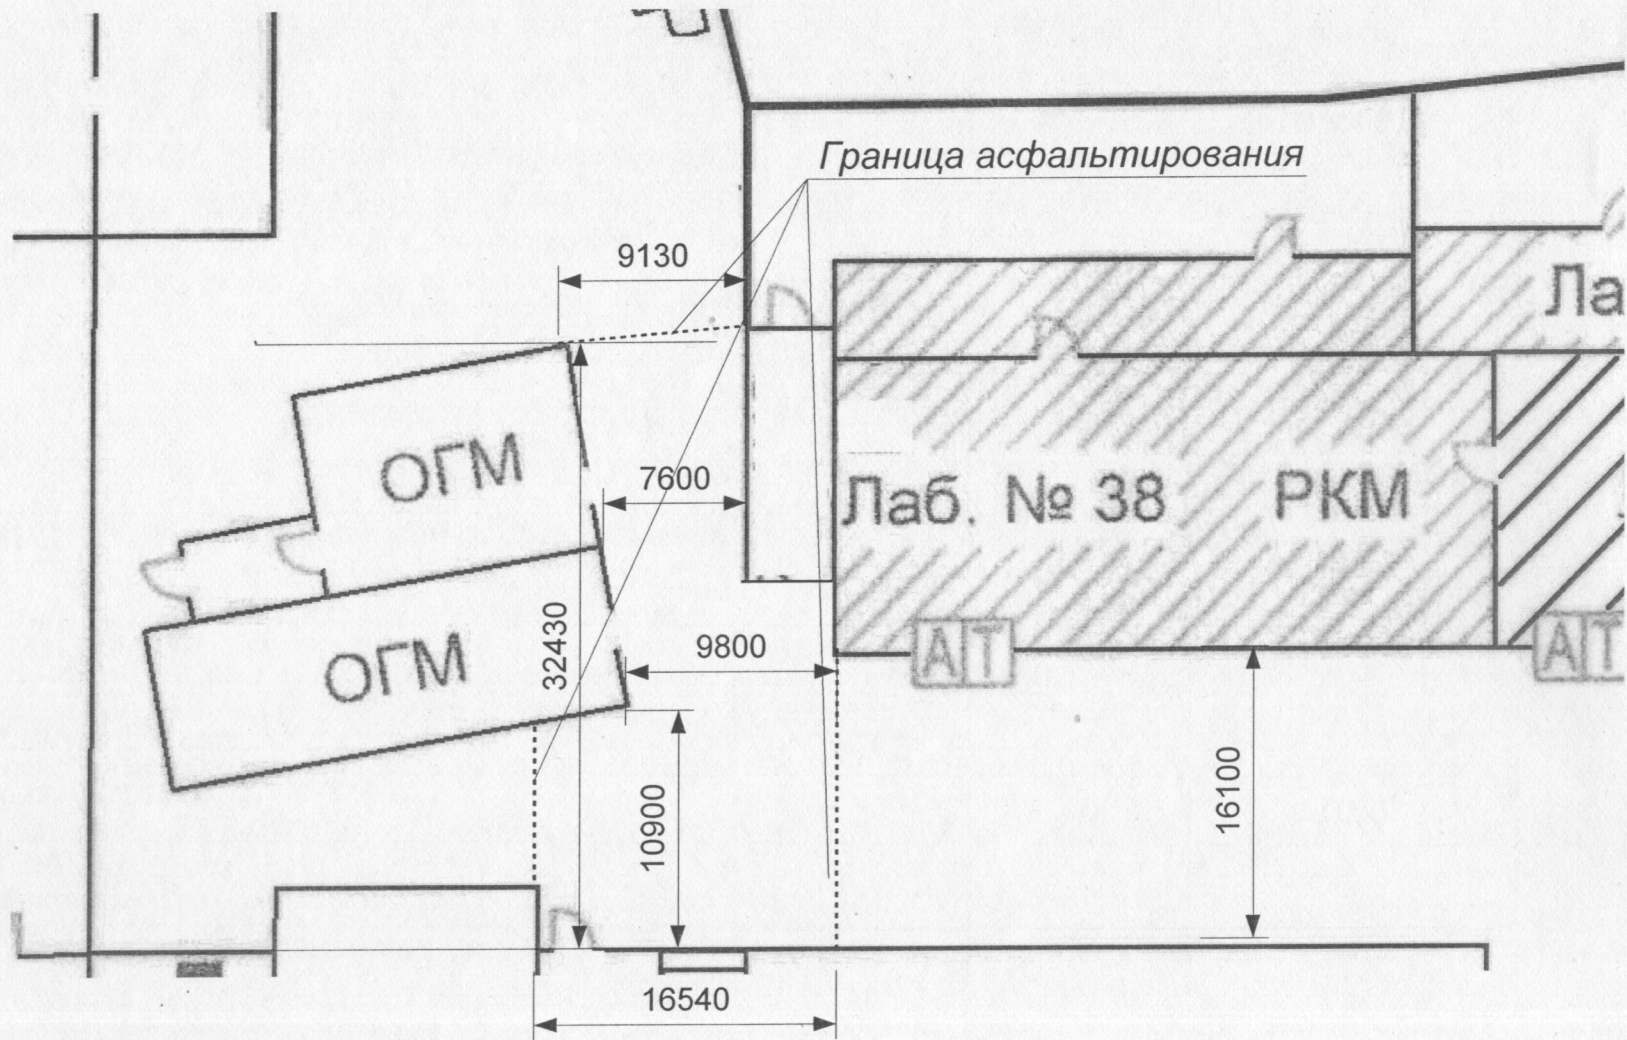 Граница асфальтирования
9130
Ла
ОГМ
7600
Лаб. № 38
РКМ
32430
ОГМ
9800
А Т
А Т
10900
16100
16540